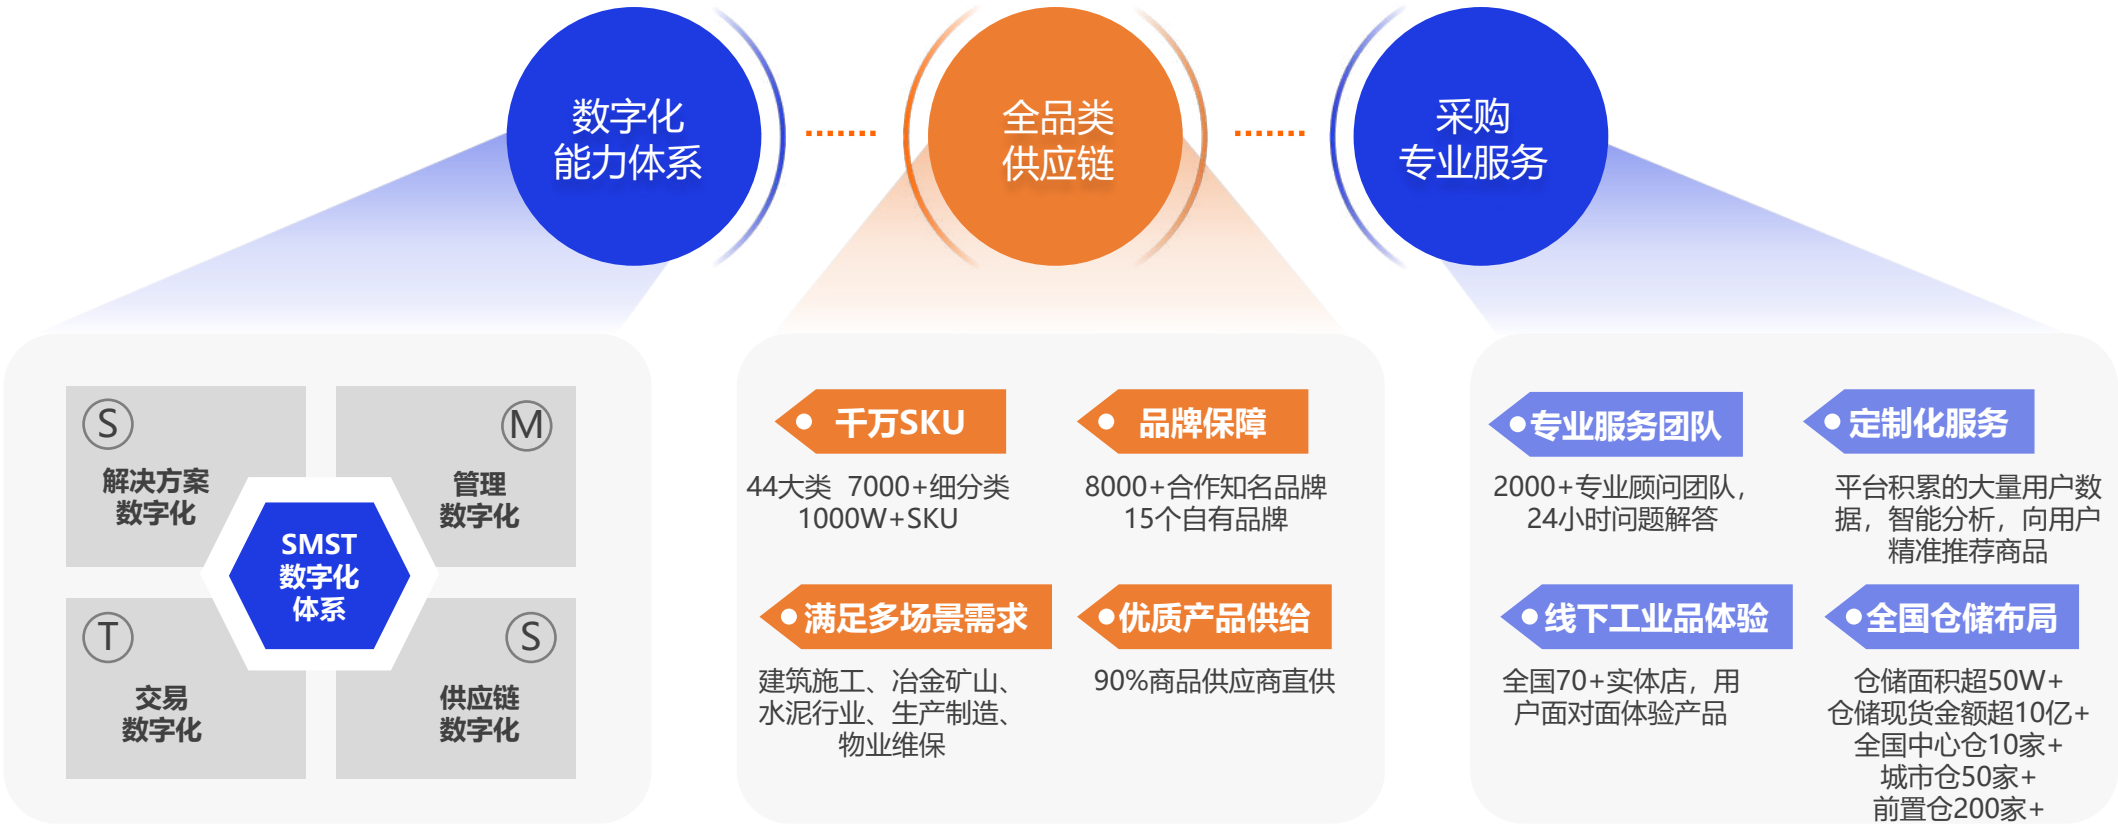 数字化
能力体系
全品类
供应链
采购
专业服务
S
解决方案
数字化
M
管理
数字化
SMST
数字化
体系
T
交易
数字化
S
供应链
数字化
千万SKU
44大类 7000+细分类
1000W+SKU
品牌保障
8000+合作知名品牌
15个自有品牌
满足多场景需求
建筑施工、冶金矿山、
水泥行业、生产制造、
物业维保
优质产品供给
90%商品供应商直供
专业服务团队
2000+专业顾问团队，
24小时问题解答
定制化服务
平台积累的大量用户数
据，智能分析，向用户
精准推荐商品
线下工业品体验
全国70+实体店，用
户面对面体验产品
全国仓储布局
仓储面积超50W+
仓储现货金额超10亿+
全国中心仓10家+
城市仓50家+
前置仓200家+